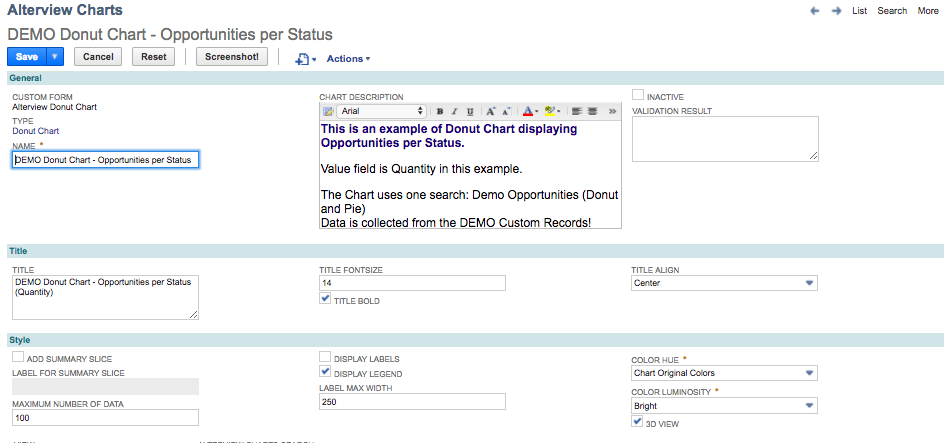 Alterview Charts
List Search More
DEMO Donut Chart - Opportunities per Status
Save Cancel Reset Screenshot! Actions
General
CUSTOM FORM
Alterview Donut Chart
TYPE
Donut Chart
NAME *
DEMO Donut Chart - Opportunities per Status
CHART DESCRIPTION
Arial B I U A A A »
This is an example of Donut Chart displaying
Opportunities per Status.
Value field is Quantity in this example.
The Chart uses one search: Demo Opportunities (Donut
and Pie)
Data is collected from the DEMO Custom Records!
INACTIVE
VALIDATION RESULT
Title
TITLE
DEMO Donut Chart - Opportunities per Status
(Quantity)
TITLE FONTSIZE
14
TITLE BOLD
TITLE ALIGN
Center
Style
ADD SUMMARY SLICE
LABEL FOR SUMMARY SLICE
MAXIMUM NUMBER OF DATA
100
DISPLAY LABELS
DISPLAY LEGEND
LABEL MAX WIDTH
250
COLOR HUE *
Chart Original Colors
COLOR LUMINOSITY *
Bright
3D VIEW